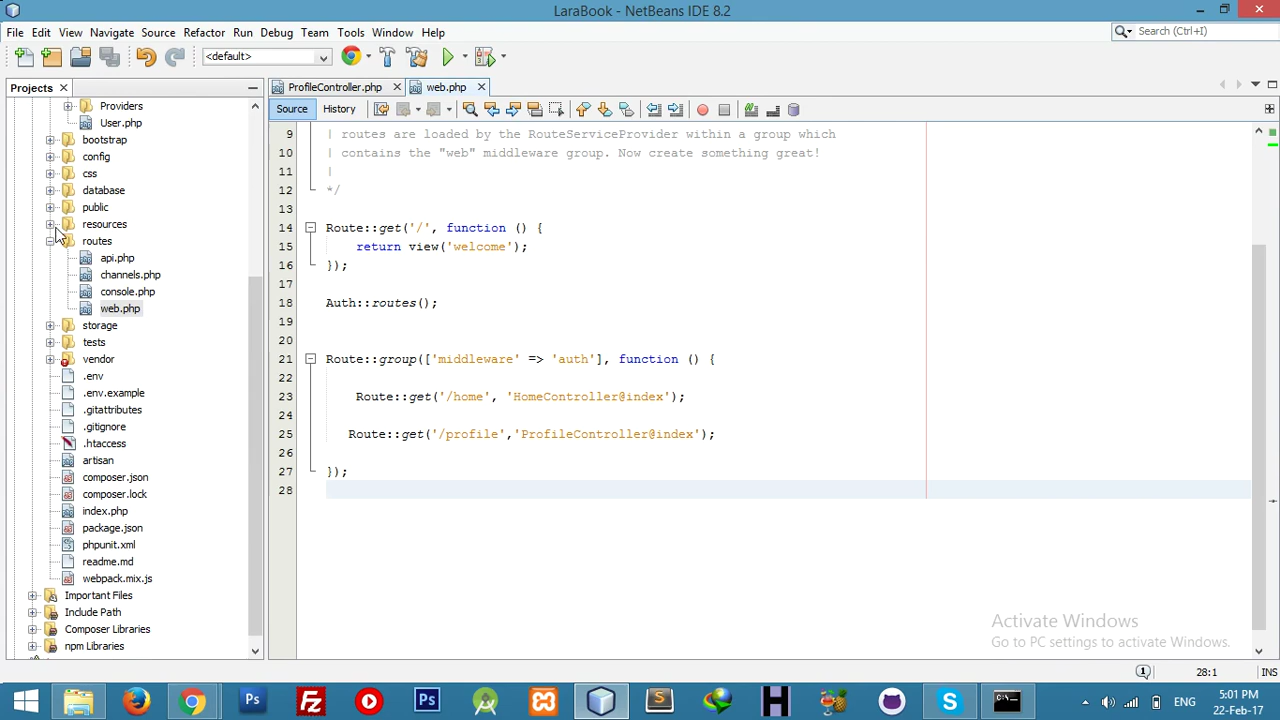 LaraBook - NetBeans IDE 8.2
File Edit View Navigate Source Refactor Run Debug Team Tools Window Help
Search (Ctrl+I)
<default>
Projects
ProfileController.php
web.php
Source
History
Providers
User.php
bootstrap
config
css
database
public
resources
routes
api.php
channels.php
console.php
web.php
storage
tests
vendor
.env
.env.example
.gitattributes
.gitignore
.htaccess
artisan
composer.json
composer.lock
index.php
package.json
phpunit.xml
readme.md
webpack.mix.js
Important Files
Include Path
Composer Libraries
npm Libraries
9 | routes are loaded by the RouteServiceProvider within a group which
10 | contains the "web" middleware group. Now create something great!
11 |
12 */
13
14 Route::get('/', function () {
15 return view('welcome');
16 });
17
18 Auth::routes();
19
20
21 Route::group(['middleware' => 'auth'], function () {
22
23 Route::get('/home', 'HomeController@index');
24
25 Route::get('/profile','ProfileController@index');
26
27 });
28
Activate Windows
Go to PC settings to activate Windows.
28:1
INS
Ps
Fz
Ps
S
H
S
ENG
5:01 PM
22-Feb-17